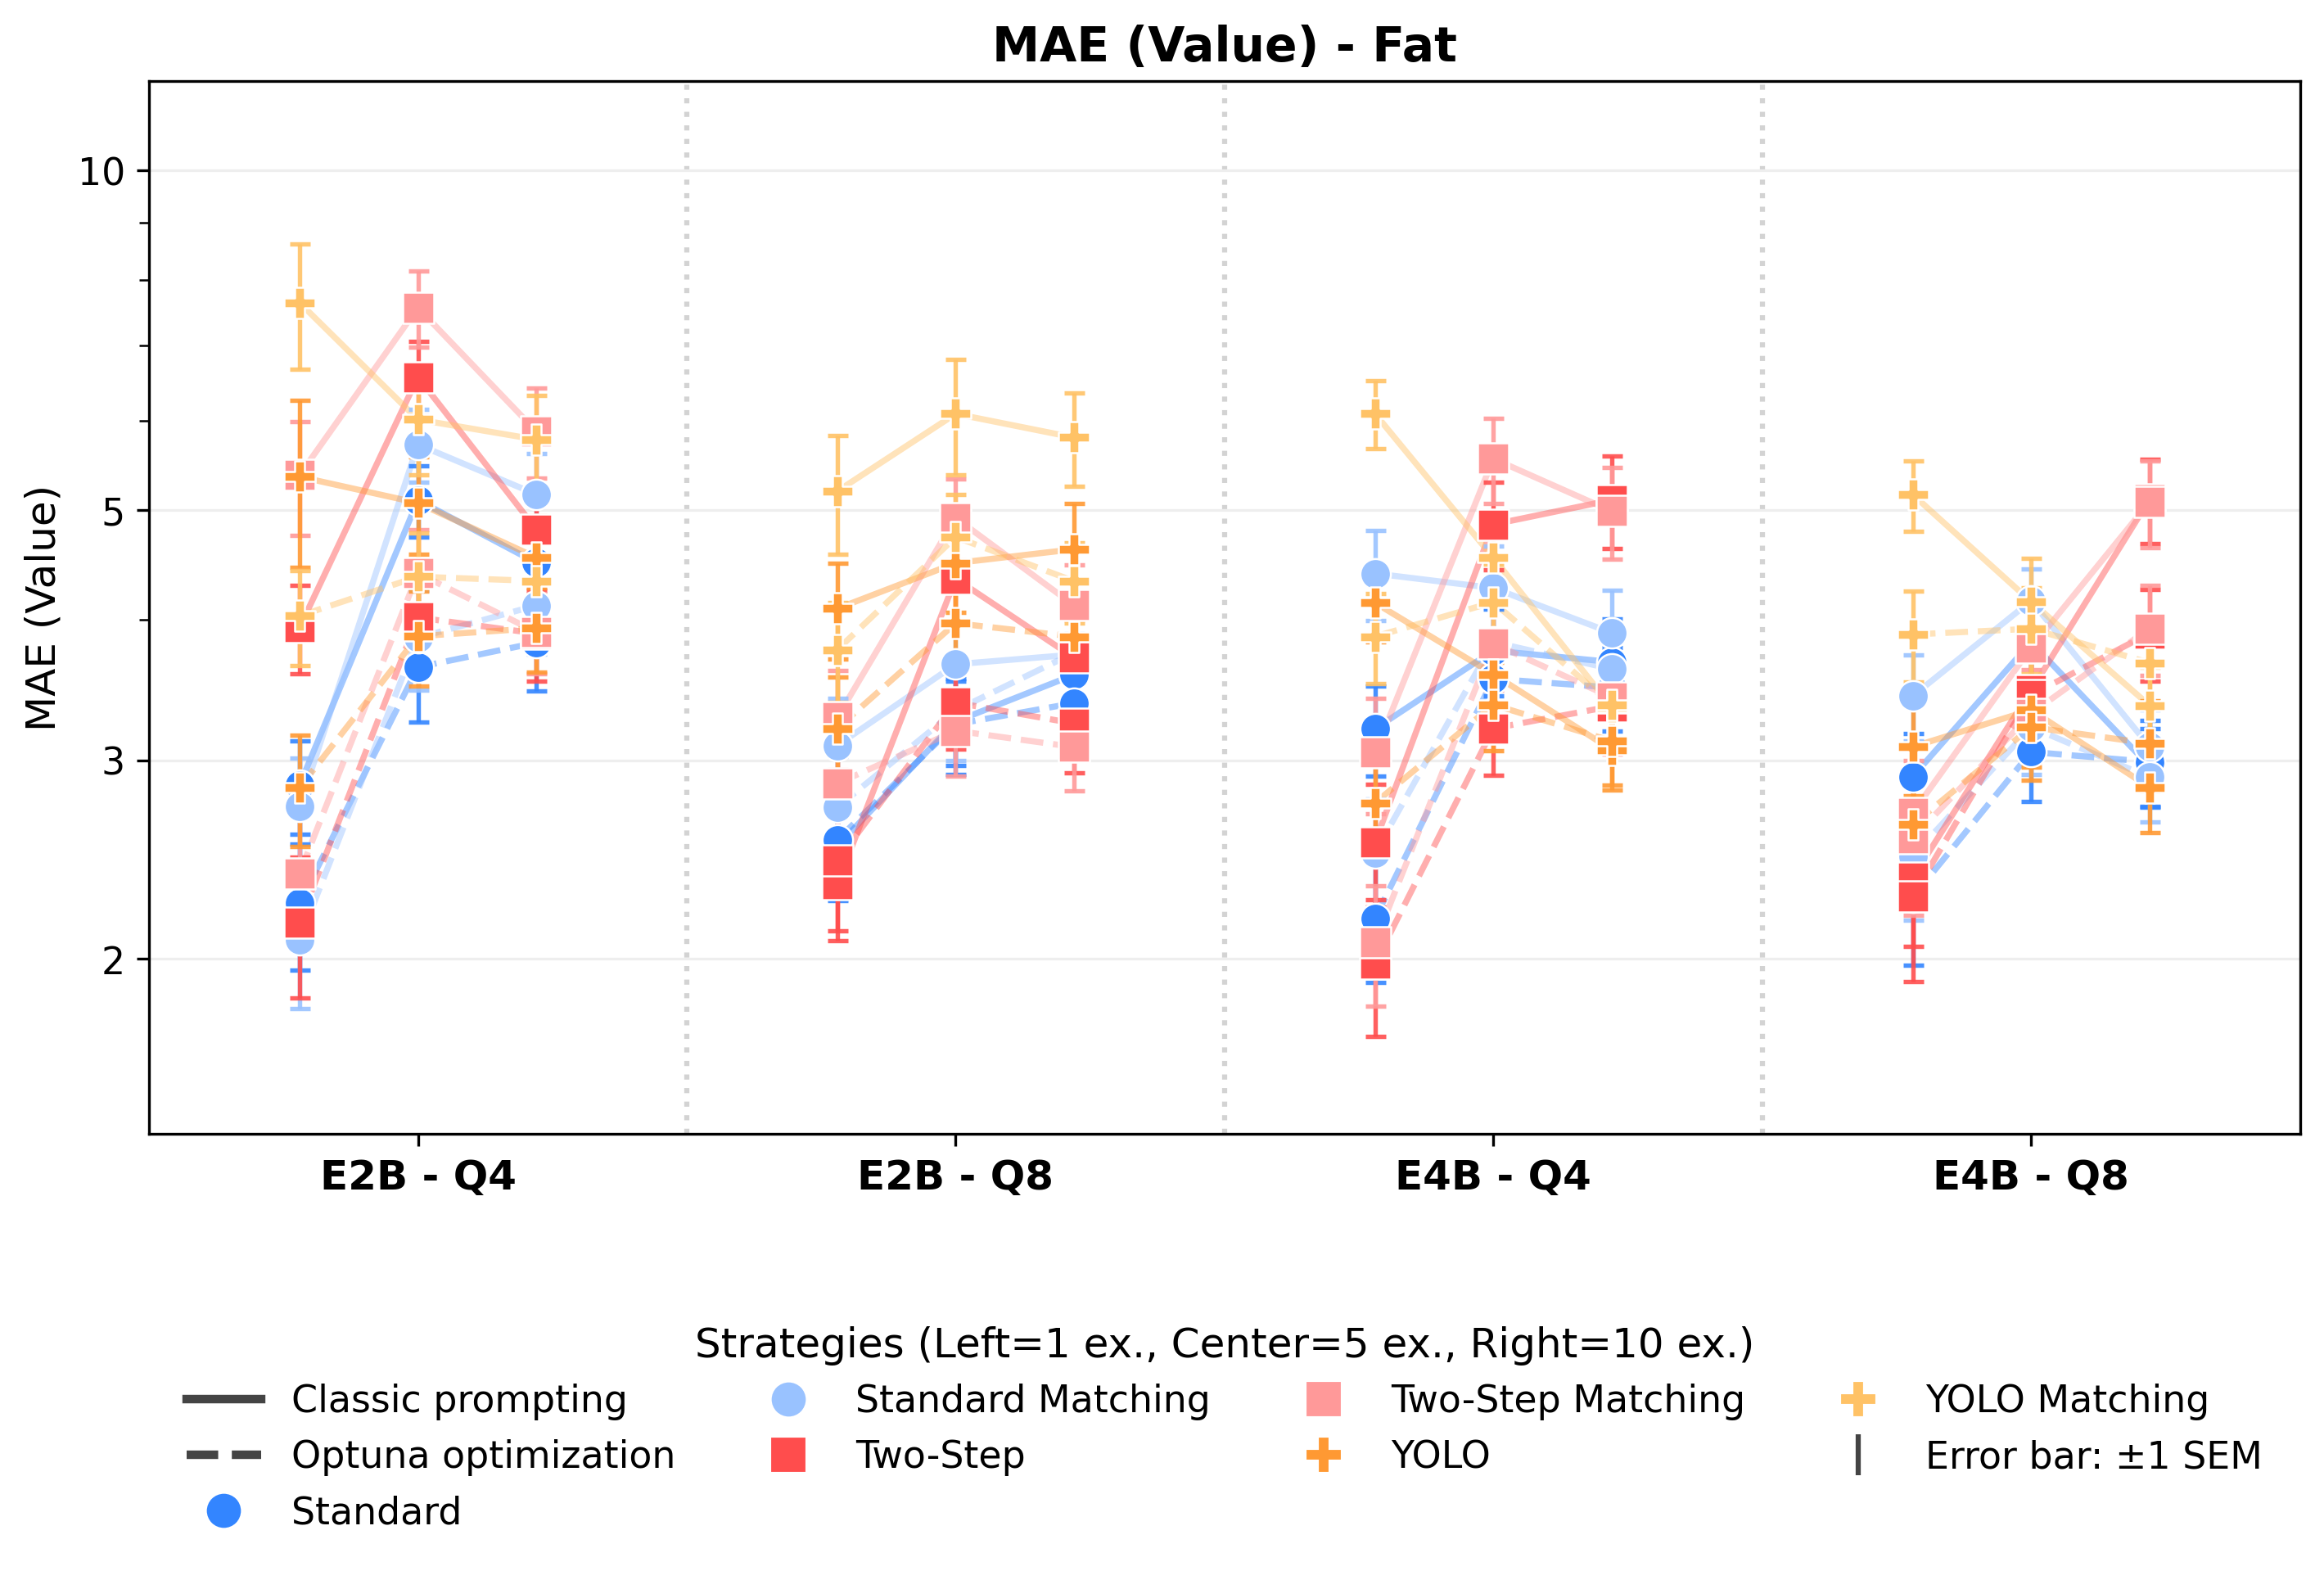 MAE (Value) - Fat
MAE (Value)
10
5
3
2
E2B - Q4
E2B - Q8
E4B - Q4
E4B - Q8
Strategies (Left=1 ex., Center=5 ex., Right=10 ex.)
Classic prompting
Optuna optimization
Standard
Standard Matching
Two-Step
Two-Step Matching
YOLO
YOLO Matching
Error bar: ±1 SEM